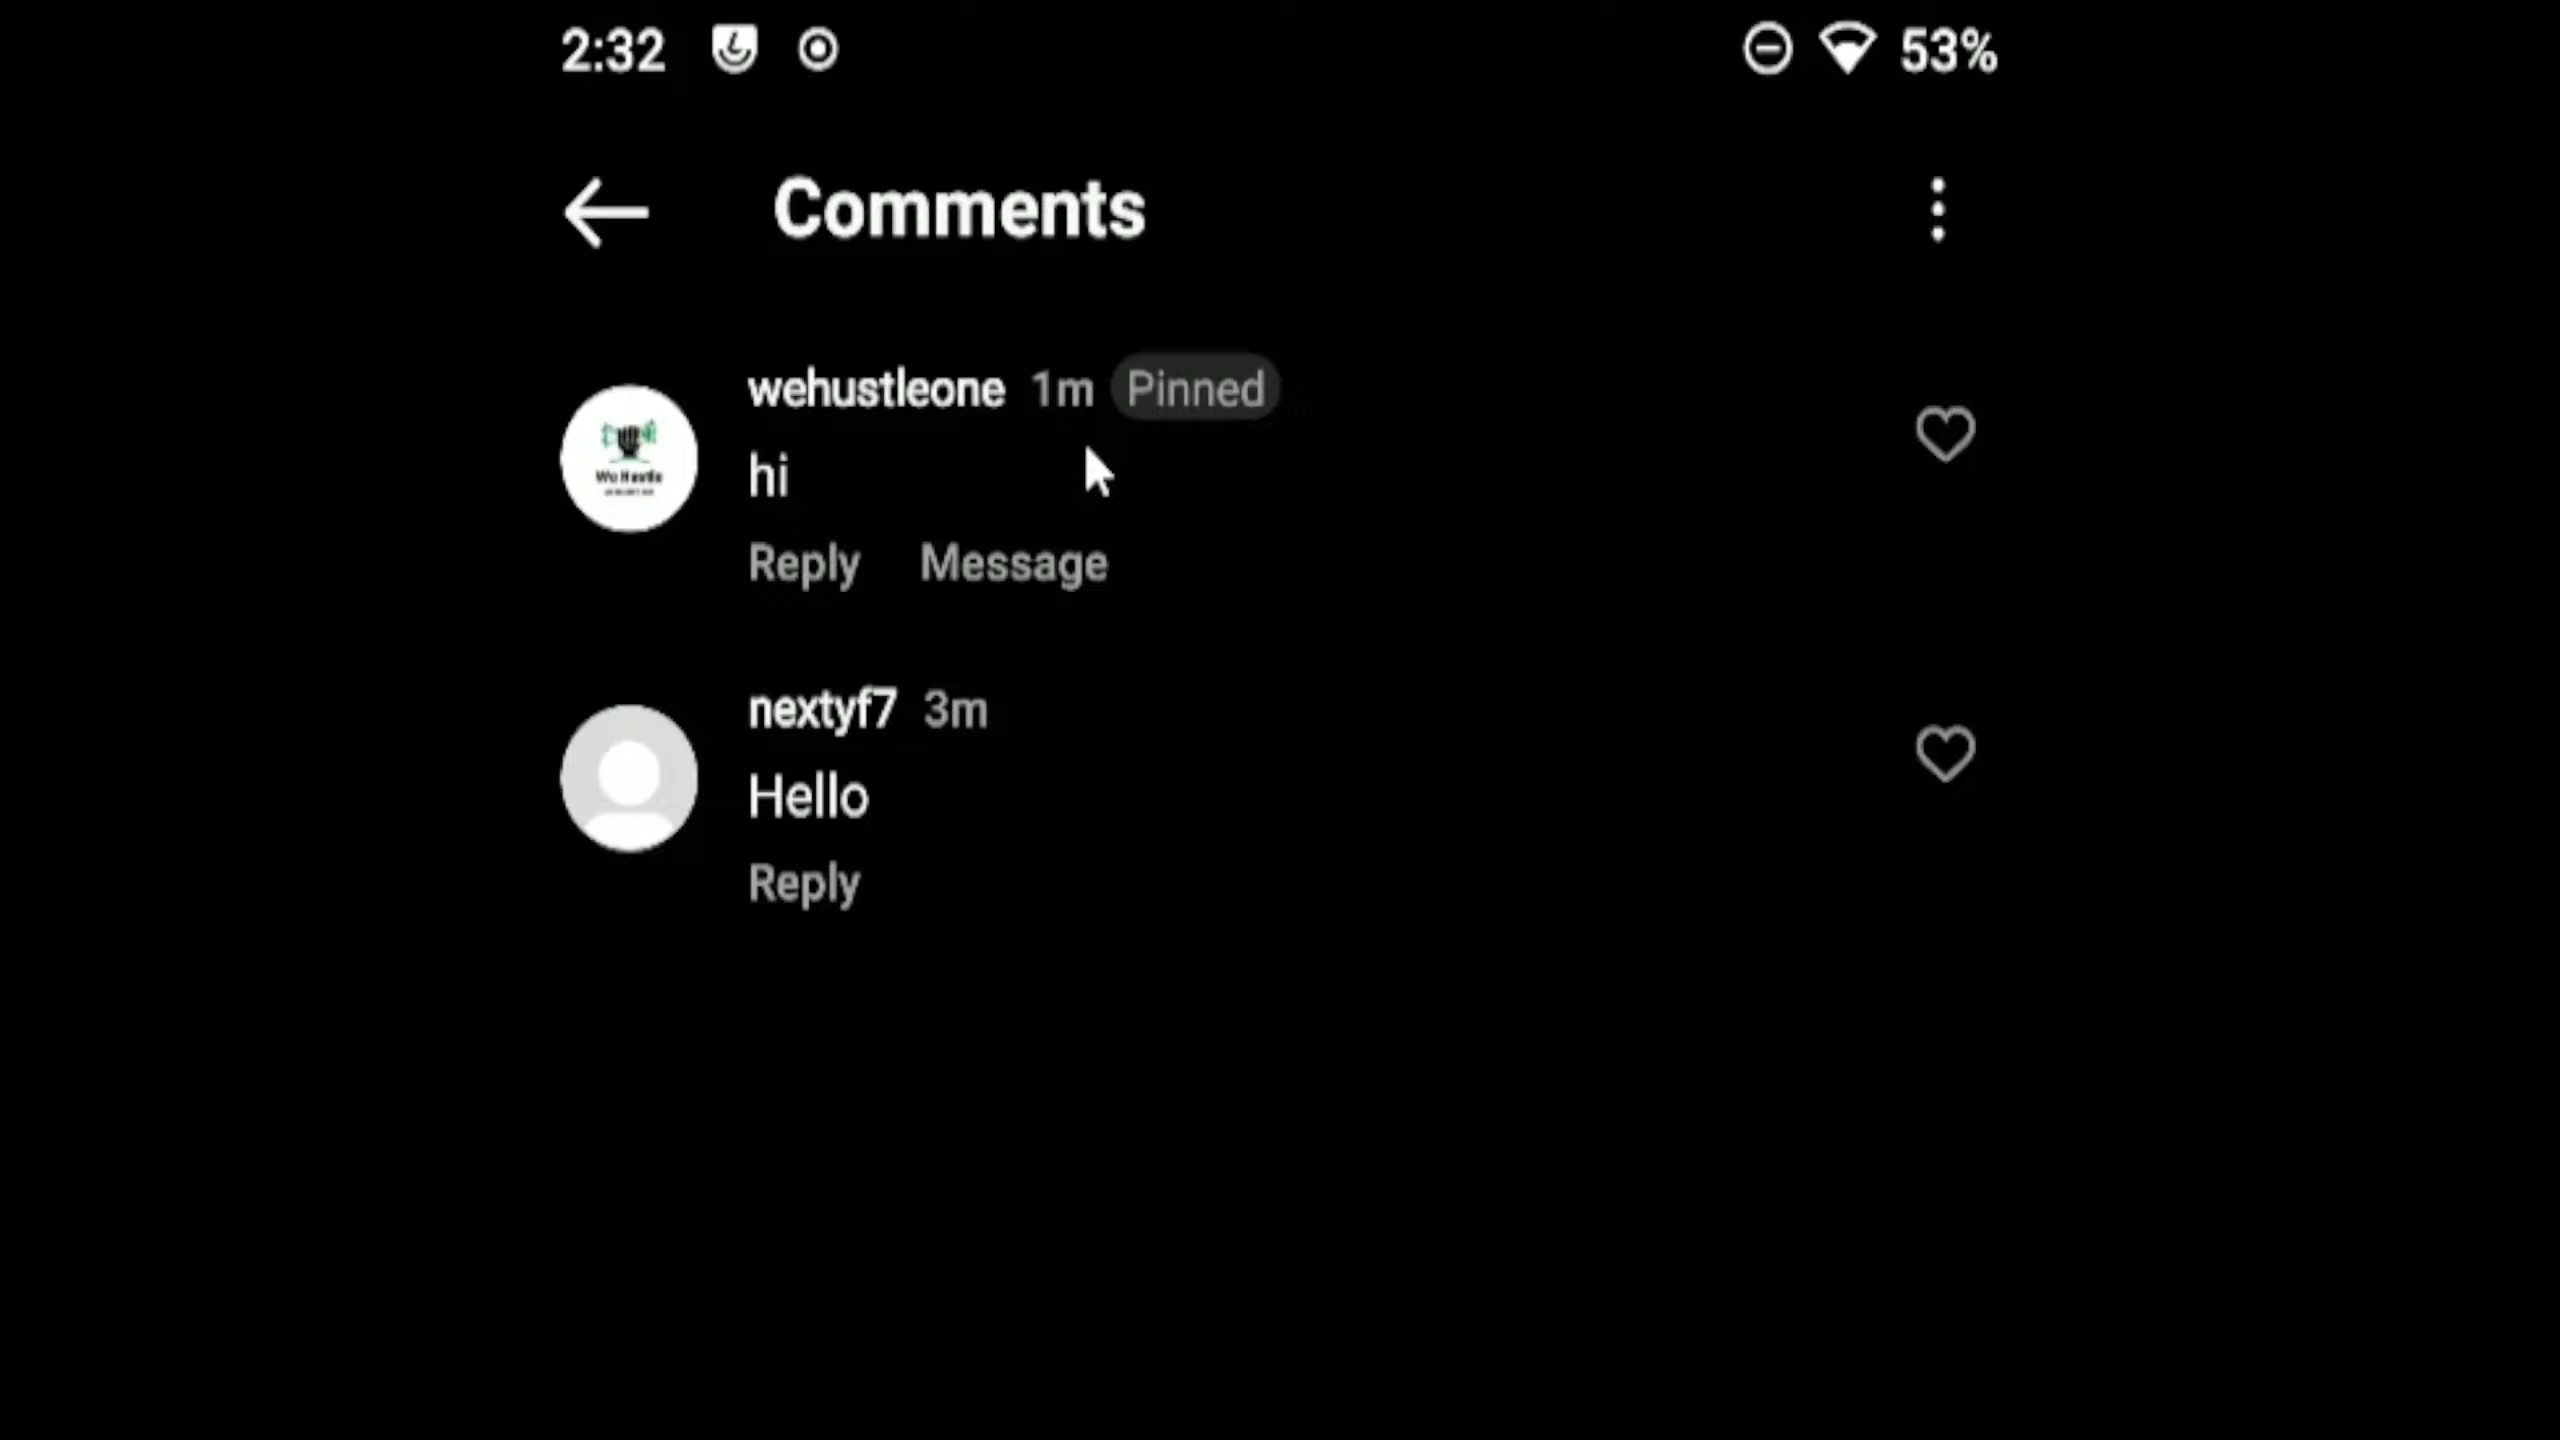 2:32 53%
Comments
wehustleone 1m Pinned
hi
Reply Message
nextyf7 3m
Hello
Reply